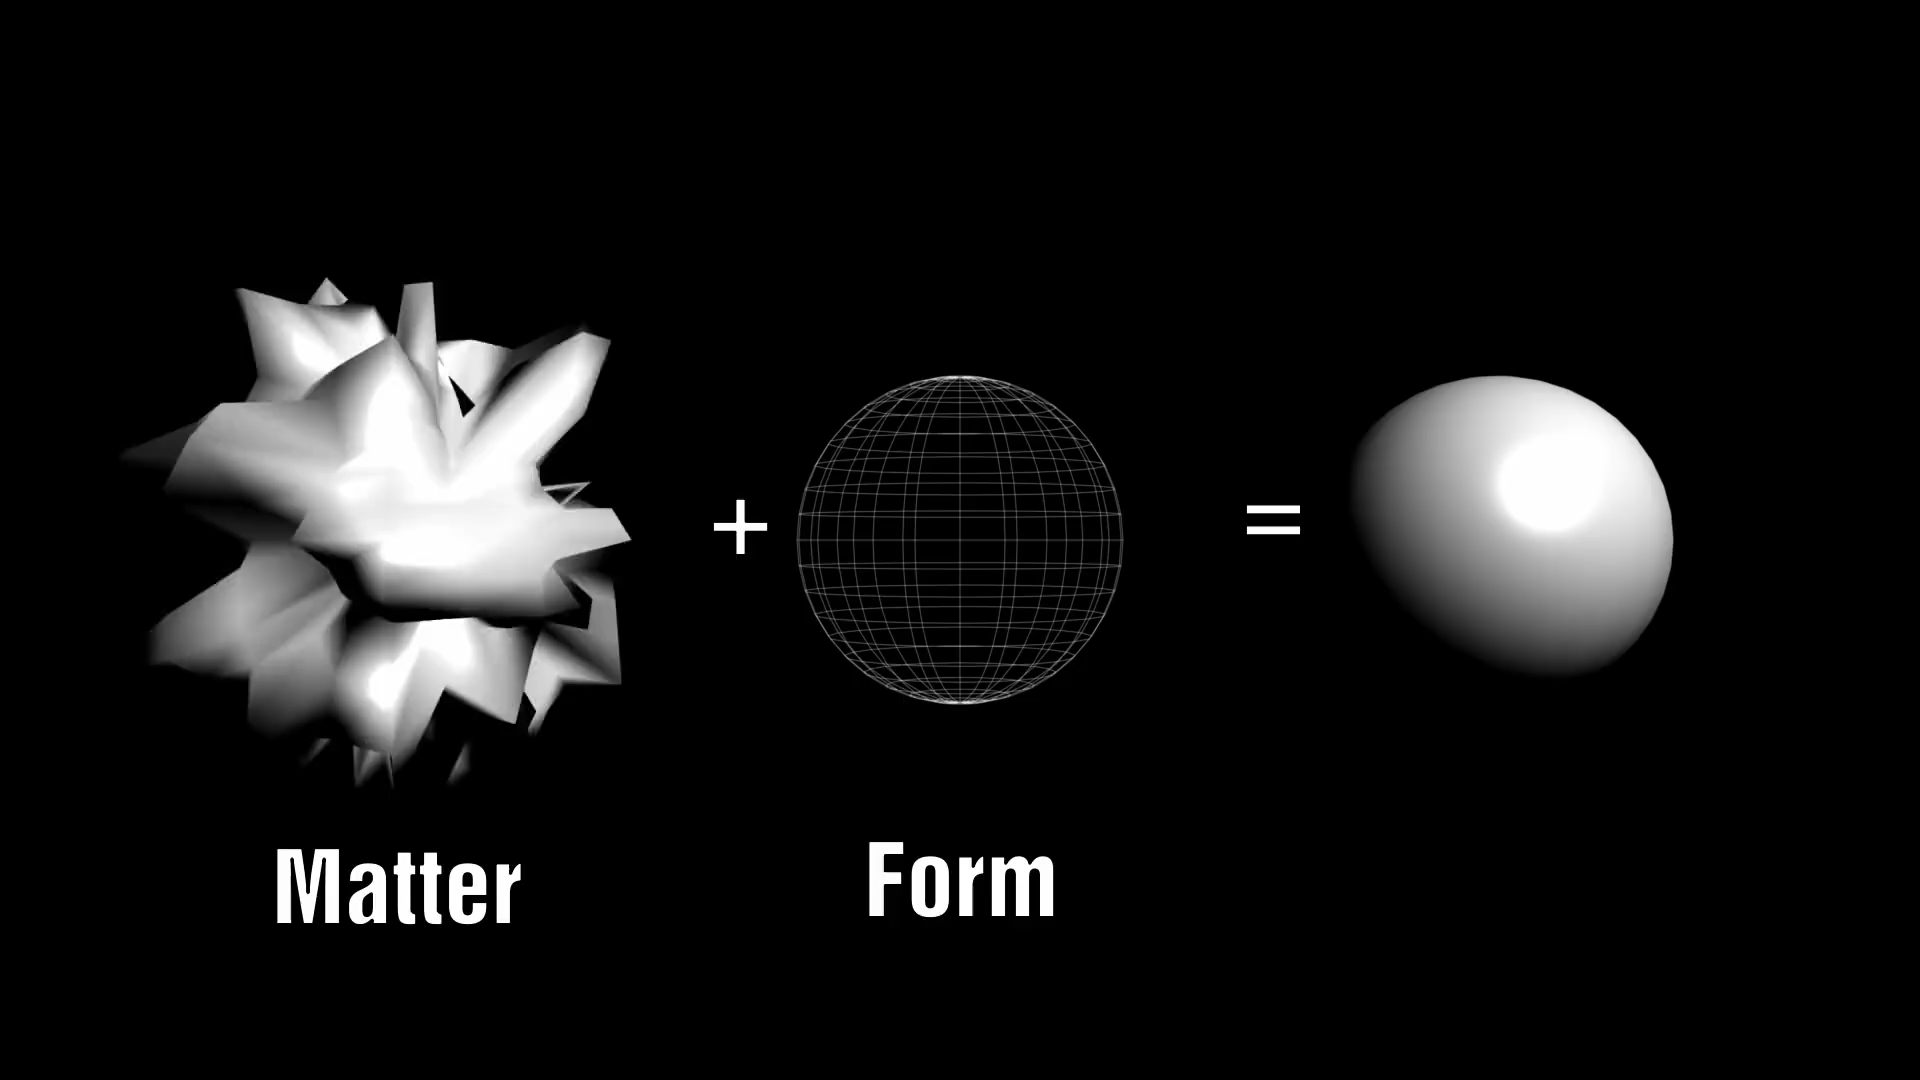 + =
Matter Form